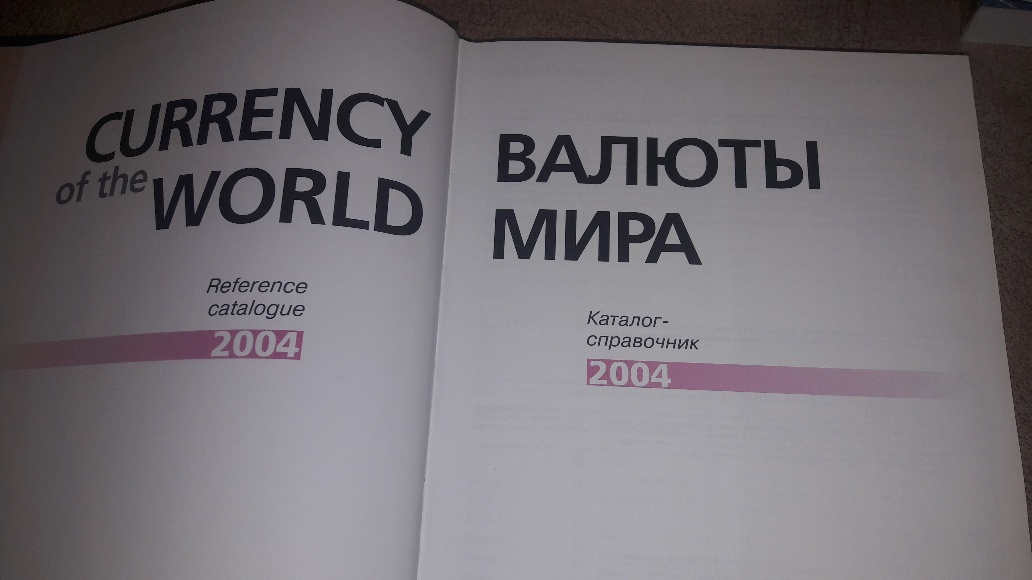 CURRENCY
of the WORLD
Reference
catalogue
2004
ВАЛЮТЫ
МИРА
Каталог-
справочник
2004